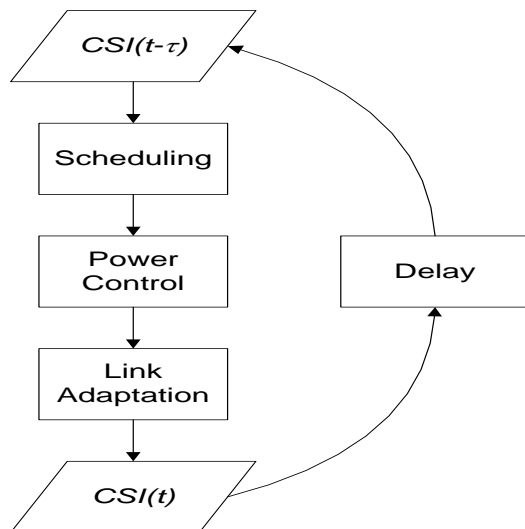 CSI(t-τ)
Scheduling
Power
Control
Delay
Link
Adaptation
CSI(t)